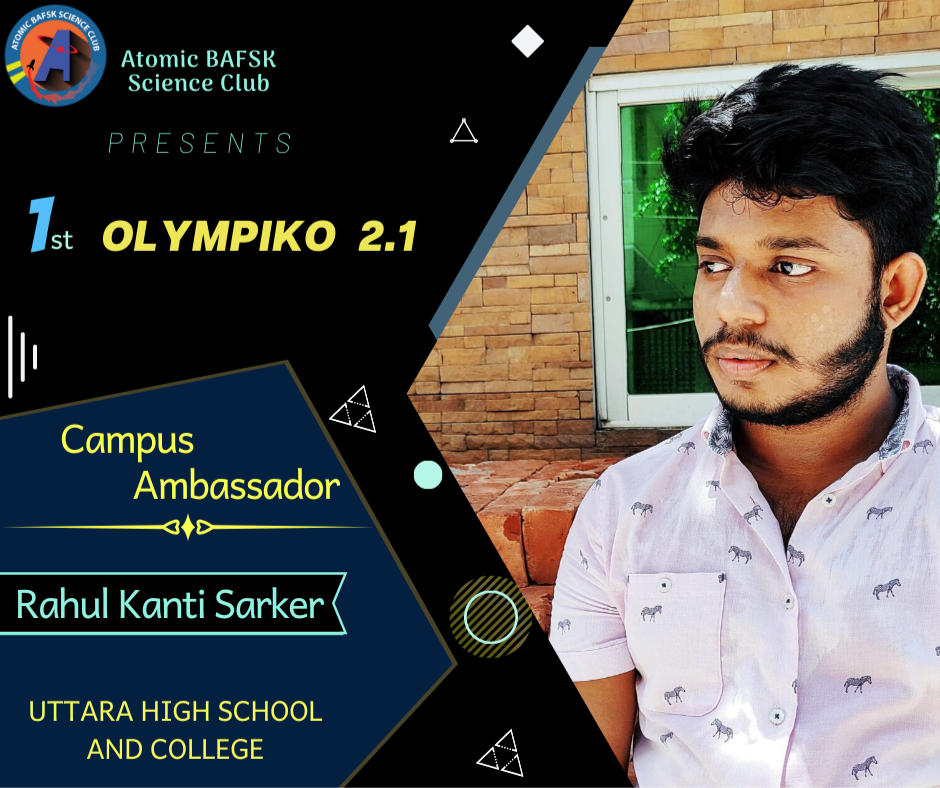 ATOMIC BAFSK SCIENCE CLUB
A
Atomic BAFSK
Science Club
PRESENTS
1st OLYMPIKO 2.1
Campus
Ambassador
Rahul Kanti Sarker
UTTARA HIGH SCHOOL
AND COLLEGE